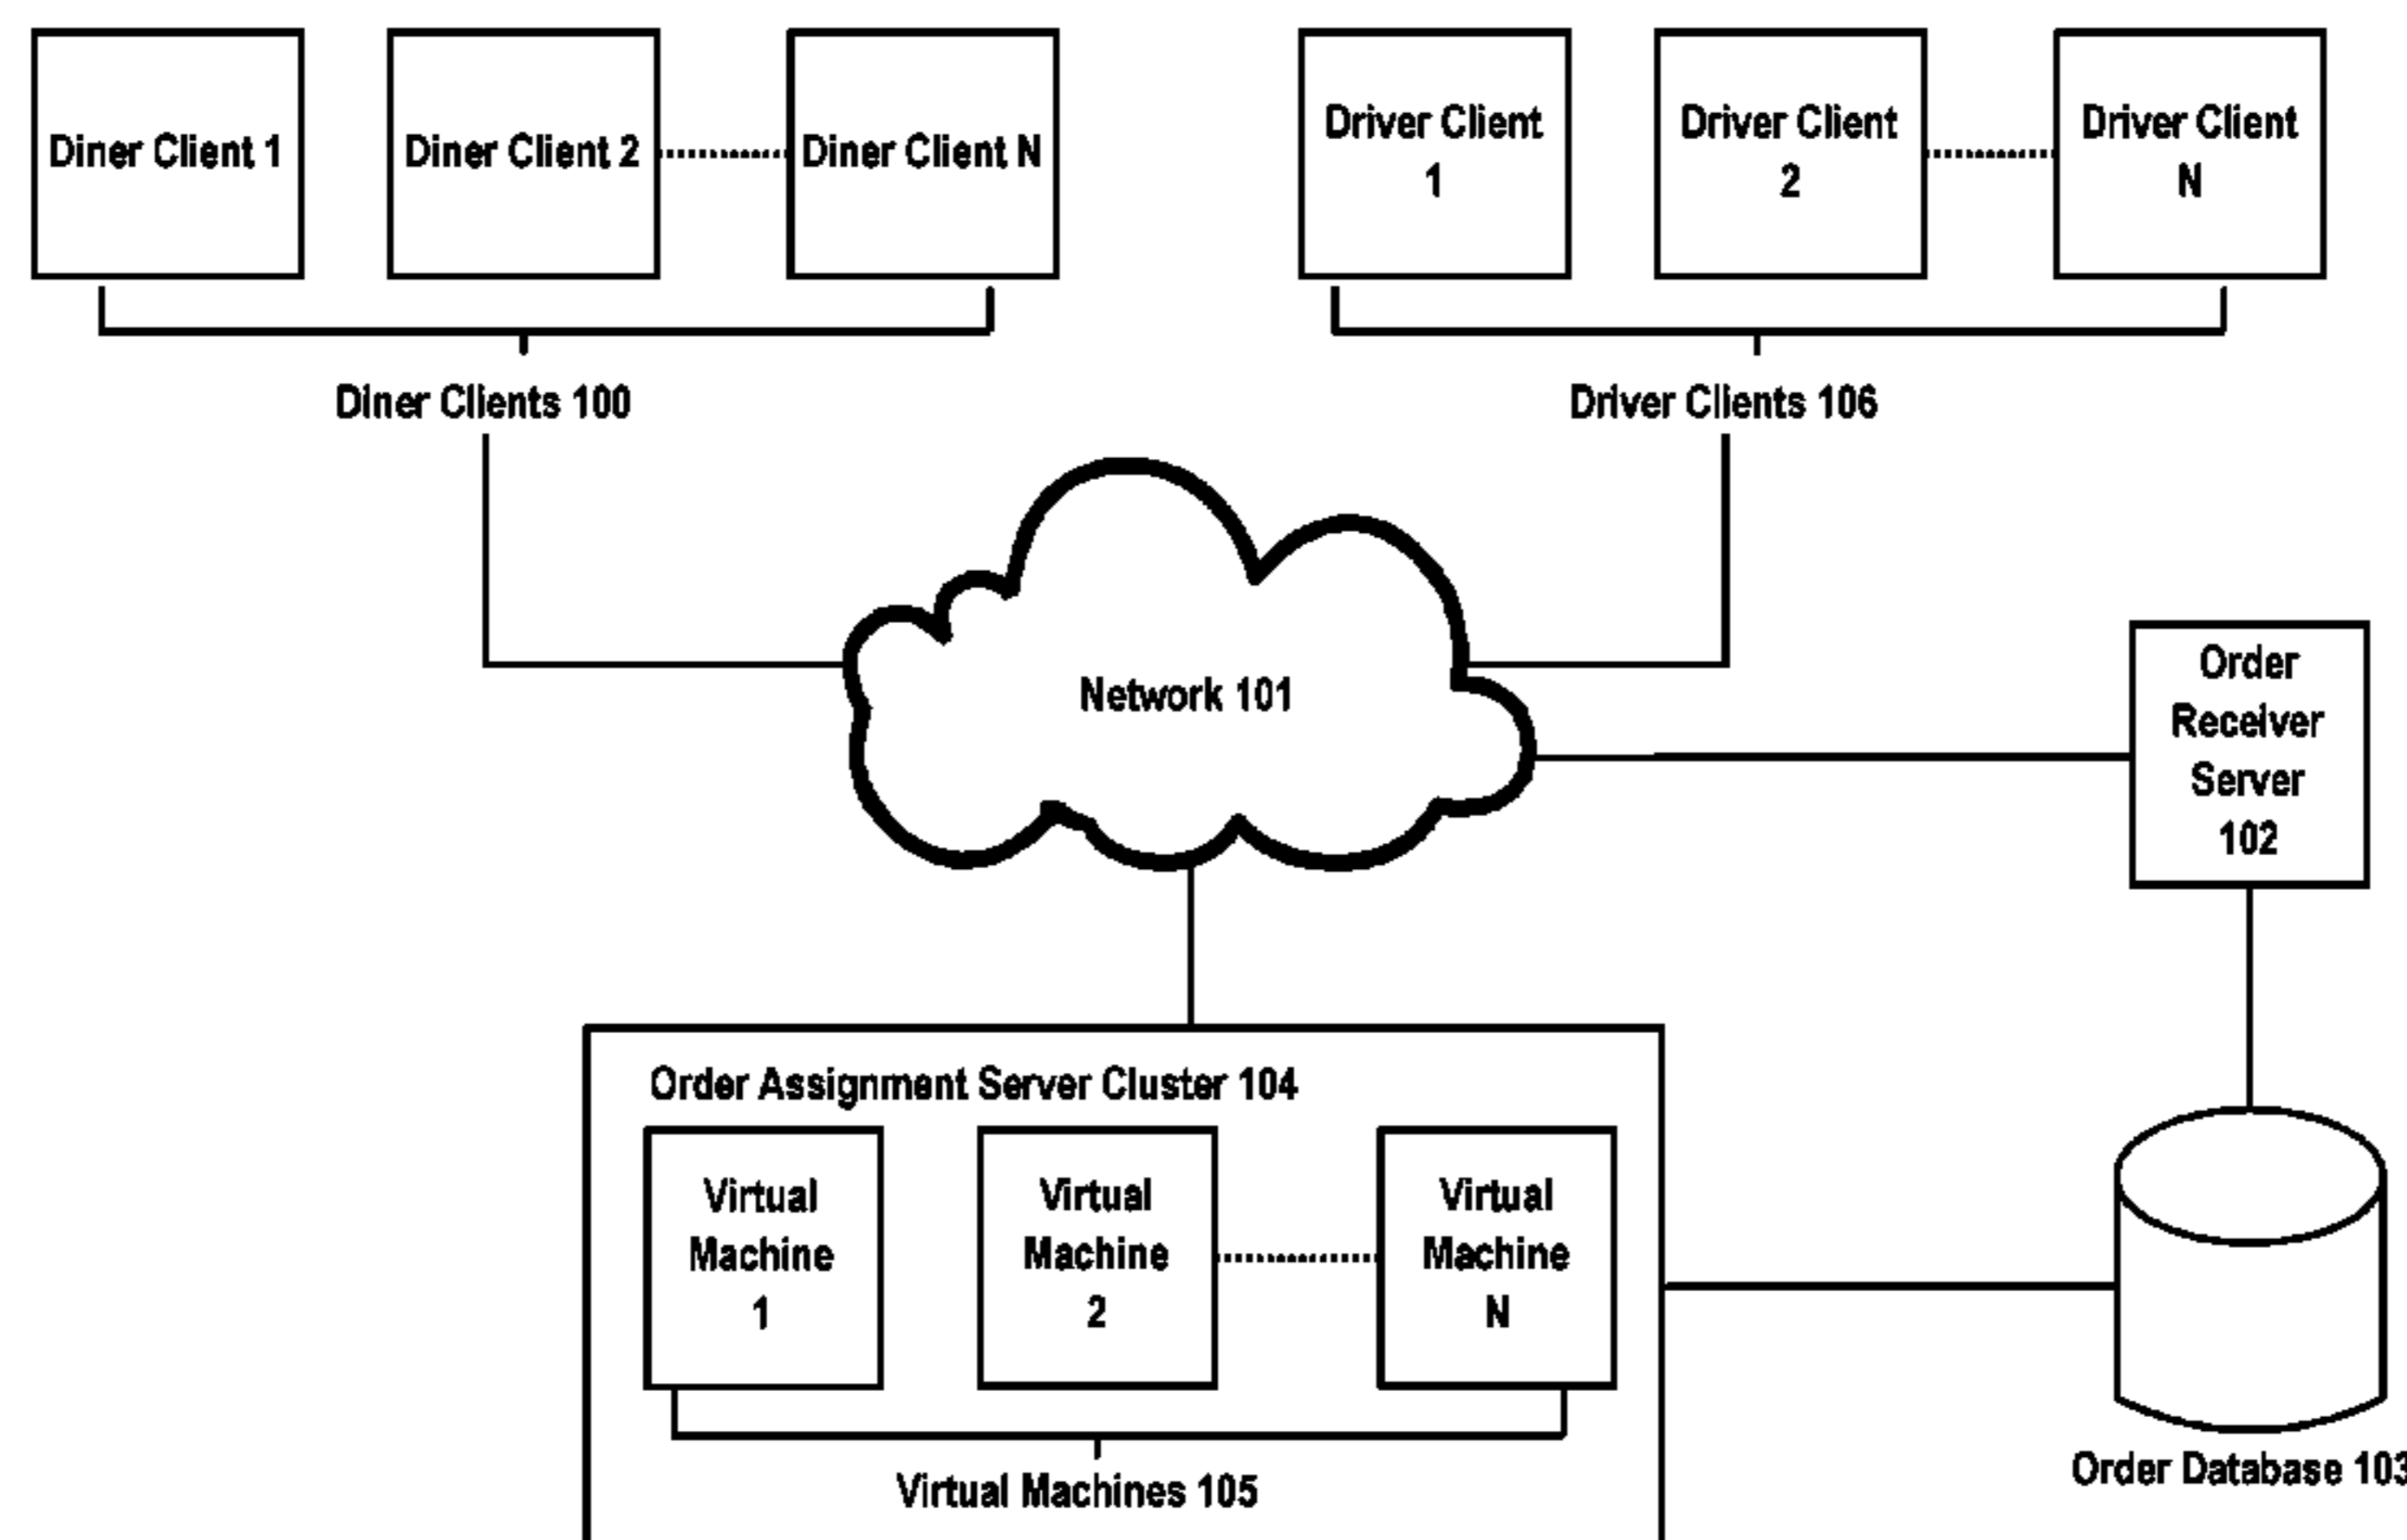 Diner Client 1
Diner Client 2
Diner Client N
Driver Client
1
Driver Client
2
Driver Client
N
Diner Clients 100
Driver Clients 106
Network 101
Order
Receiver
Server
102
Order Assignment Server Cluster 104
Virtual
Machine
1
Virtual
Machine
2
Virtual
Machine
N
Virtual Machines 105
Order Database 103